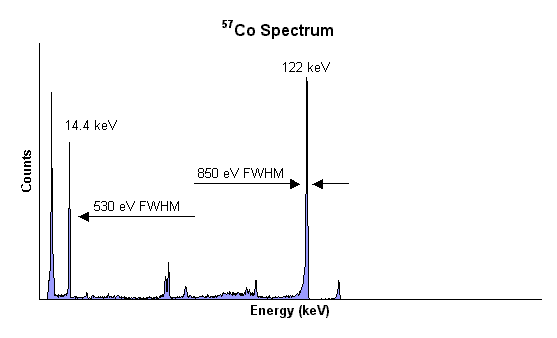 ⁵⁷Co Spectrum
122 keV
14.4 keV
850 eV FWHM
530 eV FWHM
Counts
Energy (keV)